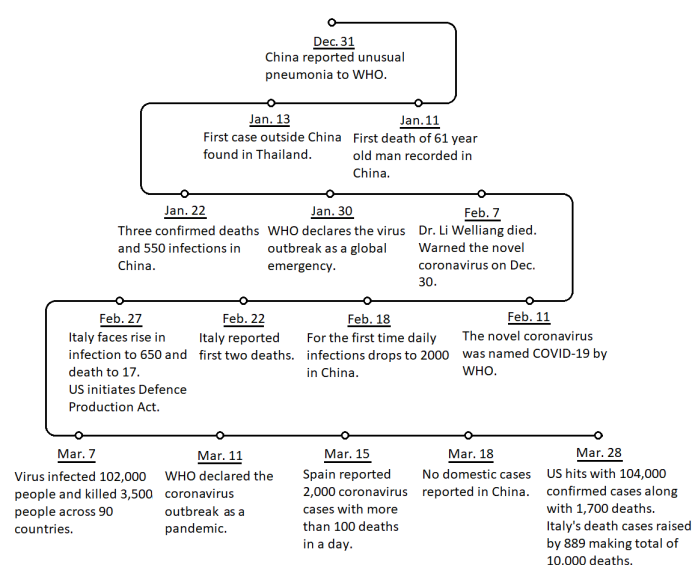 Dec. 31
China reported unusual
pneumonia to WHO.
Jan. 11
First death of 61 year
old man recorded in
China.
Jan. 13
First case outside China
found in Thailand.
Jan. 22
Three confirmed deaths
and 550 infections in
China.
Jan. 30
WHO declares the virus
outbreak as a global
emergency.
Feb. 7
Dr. Li Welliang died.
Warned the novel
coronavirus on Dec.
30.
Feb. 11
The novel coronavirus
was named COVID-19 by
WHO.
Feb. 18
For the first time daily
infections drops to 2000
in China.
Feb. 22
Italy reported
first two deaths.
Feb. 27
Italy faces rise in
infection to 650 and
death to 17.
US initiates Defence
Production Act.
Mar. 7
Virus infected 102,000
people and killed 3,500
people across 90
countries.
Mar. 11
WHO declared the
coronavirus
outbreak as a
pandemic.
Mar. 15
Spain reported
2,000 coronavirus
cases with more
than 100 deaths
in a day.
Mar. 18
No domestic cases
reported in China.
Mar. 28
US hits with 104,000
confirmed cases along
with 1,700 deaths.
Italy's death cases raised
by 889 making total of
10,000 deaths.